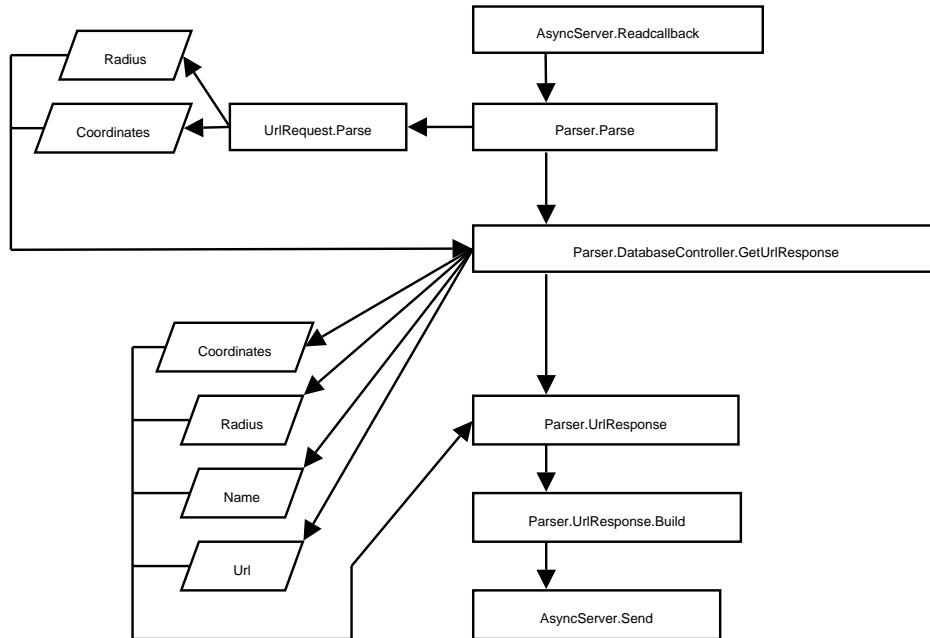 AsyncServer.Readcallback
Radius
Coordinates
UrlRequest.Parse
Parser.Parse
Parser.DatabaseController.GetUrlResponse
Coordinates
Radius
Parser.UrlResponse
Name
Parser.UrlResponse.Build
Url
AsyncServer.Send